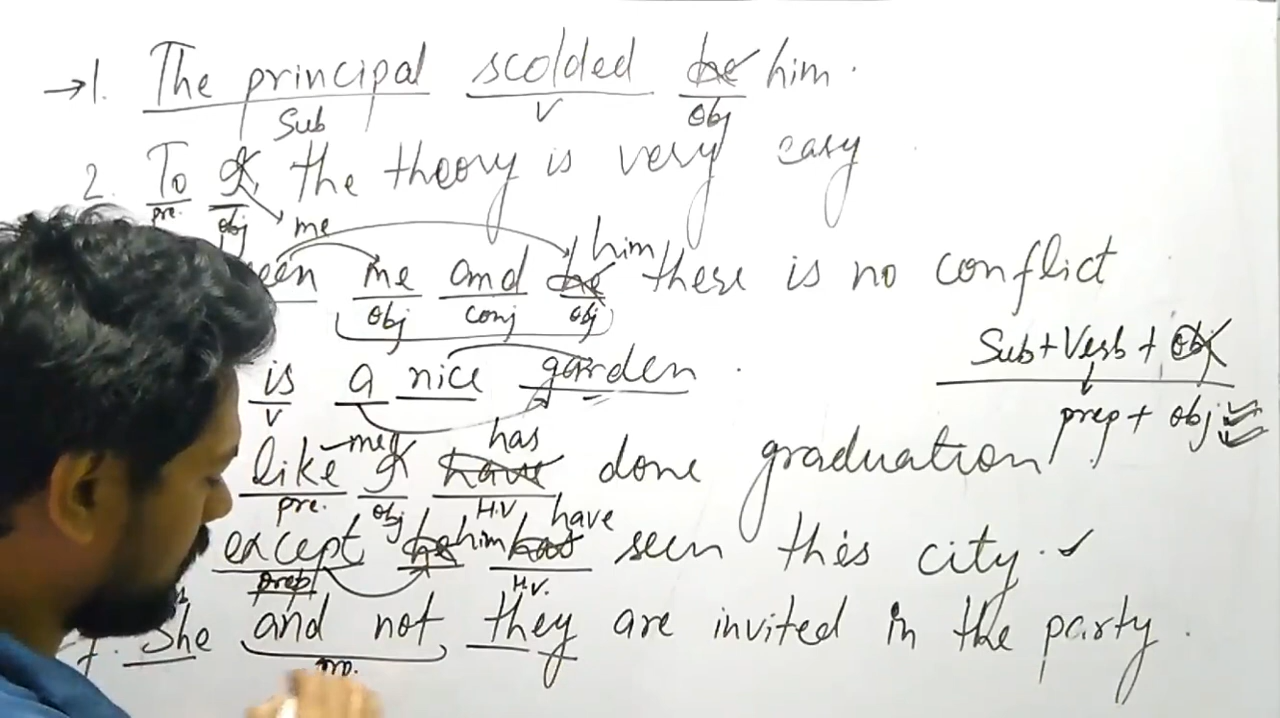 →1. The principal scolded he him.
Sub V Obj
2. To I, the theory is very easy
pre. obj me
him
me and he there is no conflict
obj conj obj
Sub + Verb + obj
is a nice garden.
V
prep + obj
me has
like I have done graduation
pre. obj H.V
him have
except he has seen this city.
prep H.V.
She and not they are invited in the party.